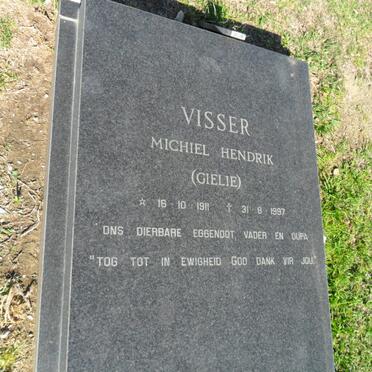 VISSER
MICHIEL HENDRIK
(GIELIE)
☆ 16·10·1911 † 31·8·1997
ONS DIERBARE EGGENOOT, VADER EN OUPA
"TOG TOT IN EWIGHEID GOD DANK VIR JOU."